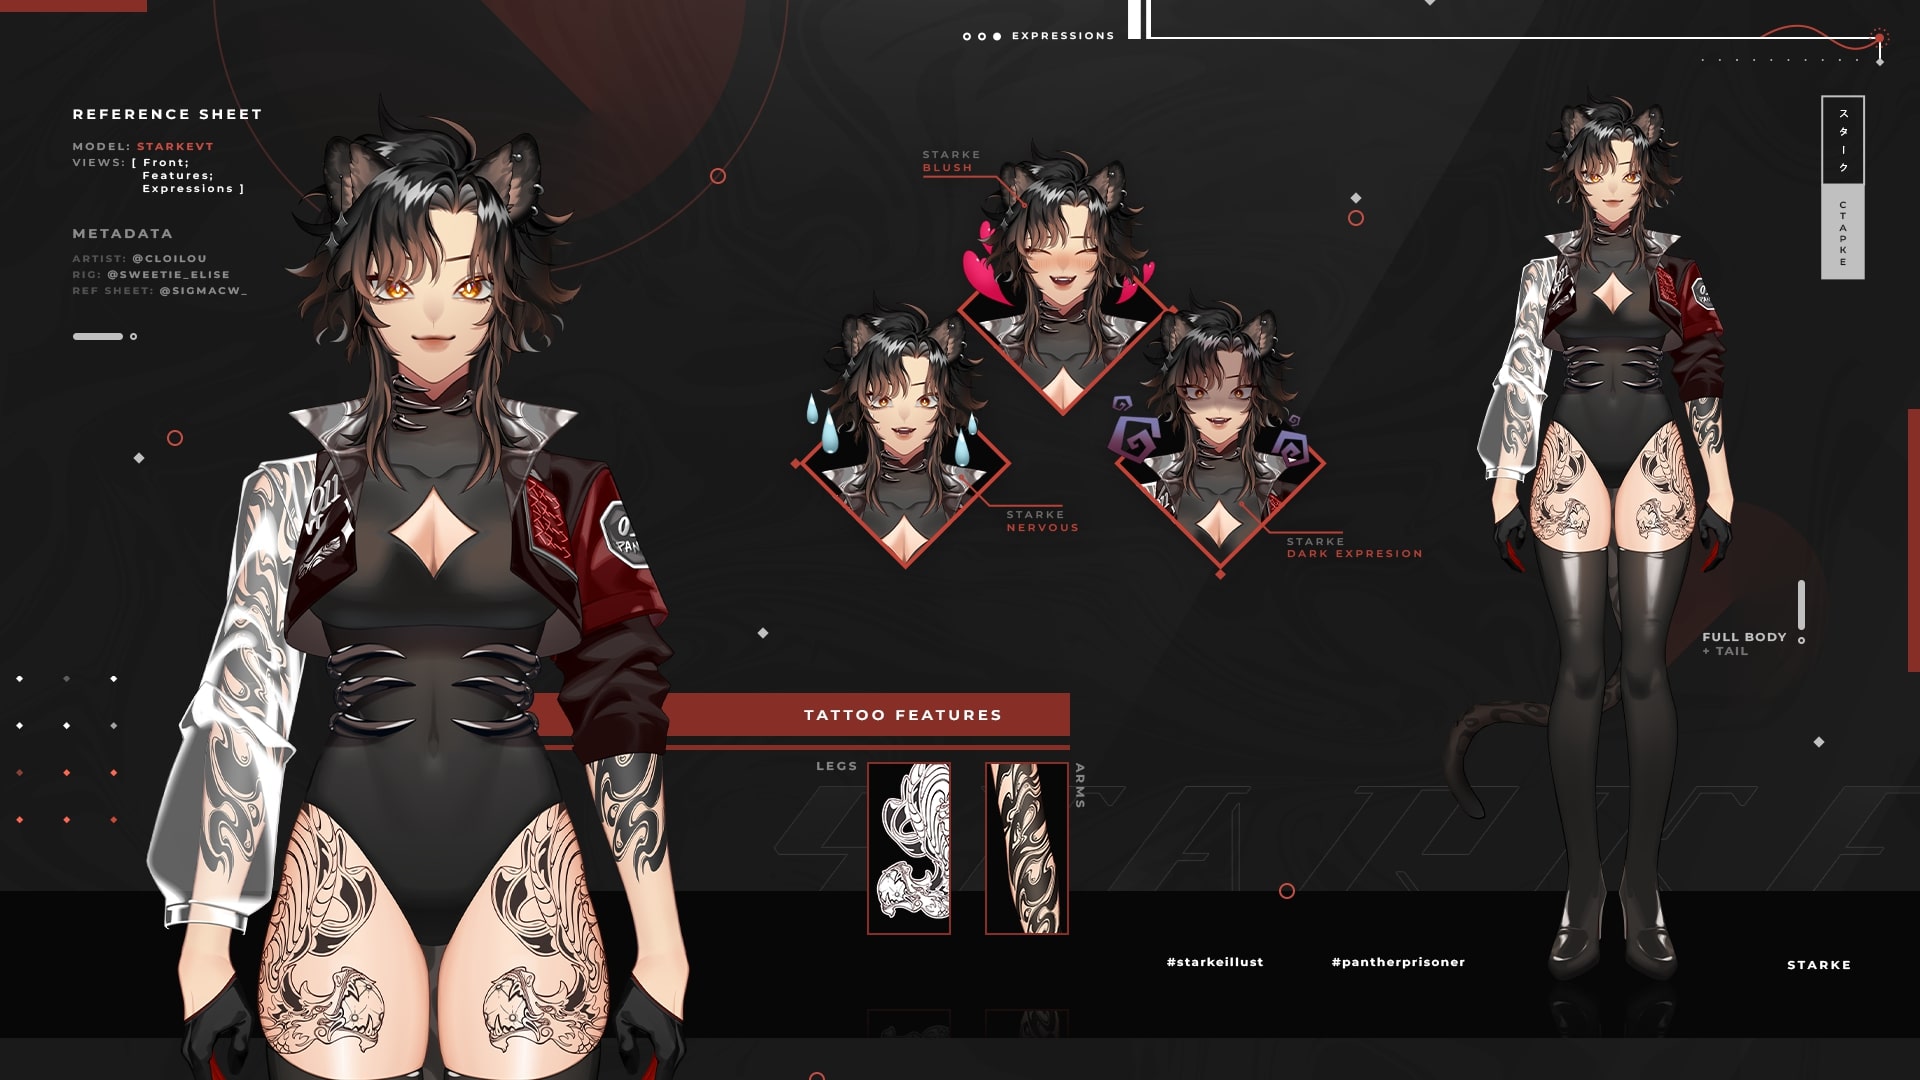 EXPRESSIONS
REFERENCE SHEET
MODEL: STARKEVT
VIEWS: [ Front;
Features;
Expressions ]
METADATA
ARTIST: @CLOILOU
RIG: @SWEETIE_ELISE
REF SHEET: @SIGMACW_
STARKE
BLUSH
STARKE
NERVOUS
STARKE
DARK EXPRESION
スターク
СТАРКЕ
FULL BODY
+ TAIL
TATTOO FEATURES
LEGS
ARMS
#starkeillust
#pantherprisoner
STARKE